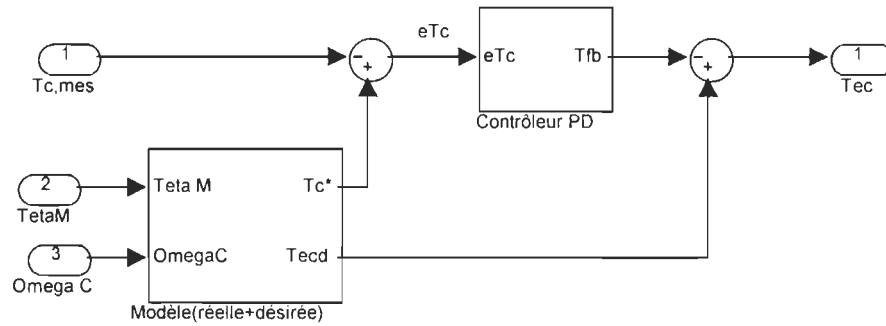 eTc
1
Tc,mes
-
+
eTc
Tfb
Contrôleur PD
-
+
1
Tec
2
TetaM
Teta M
Tc*
3
Omega C
OmegaC
Tecd
Modèle(réelle+désirée)